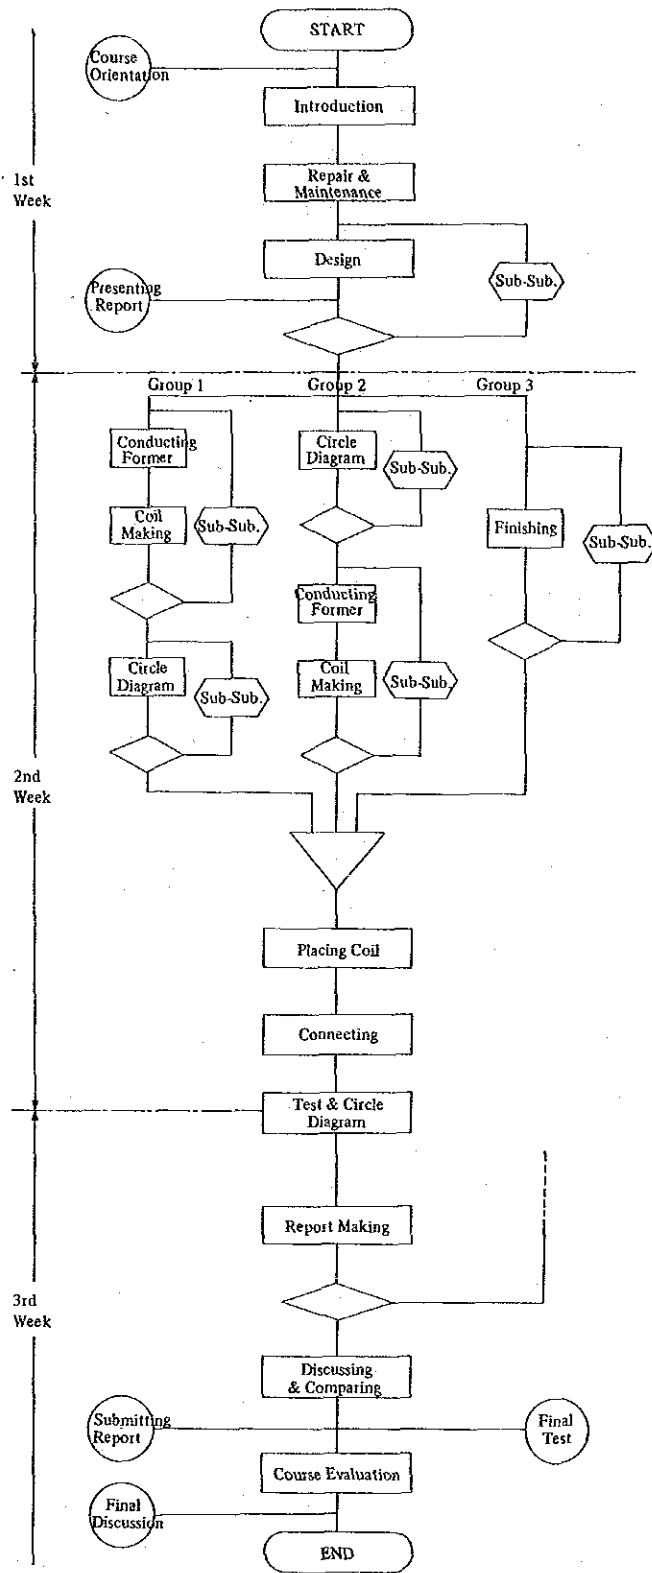 START
Course
Orientation
Introduction
1st
Week
Repair &
Maintenance
Design
Sub-Sub.
Presenting
Report
Group 1
Group 2
Group 3
Conducting
Former
Circle
Diagram
Sub-Sub.
Coil
Making
Sub-Sub.
Finishing
Sub-Sub.
Conducting
Former
Circle
Diagram
Sub-Sub.
Coil
Making
Sub-Sub.
2nd
Week
Placing Coil
Connecting
Test & Circle
Diagram
Report Making
3rd
Week
Discussing
& Comparing
Submitting
Report
Final
Test
Course Evaluation
Final
Discussion
END